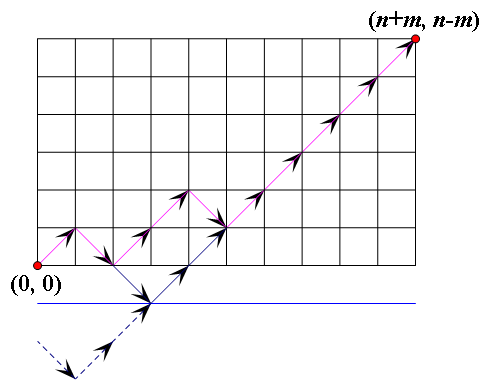 (n+m, n-m)
(0, 0)